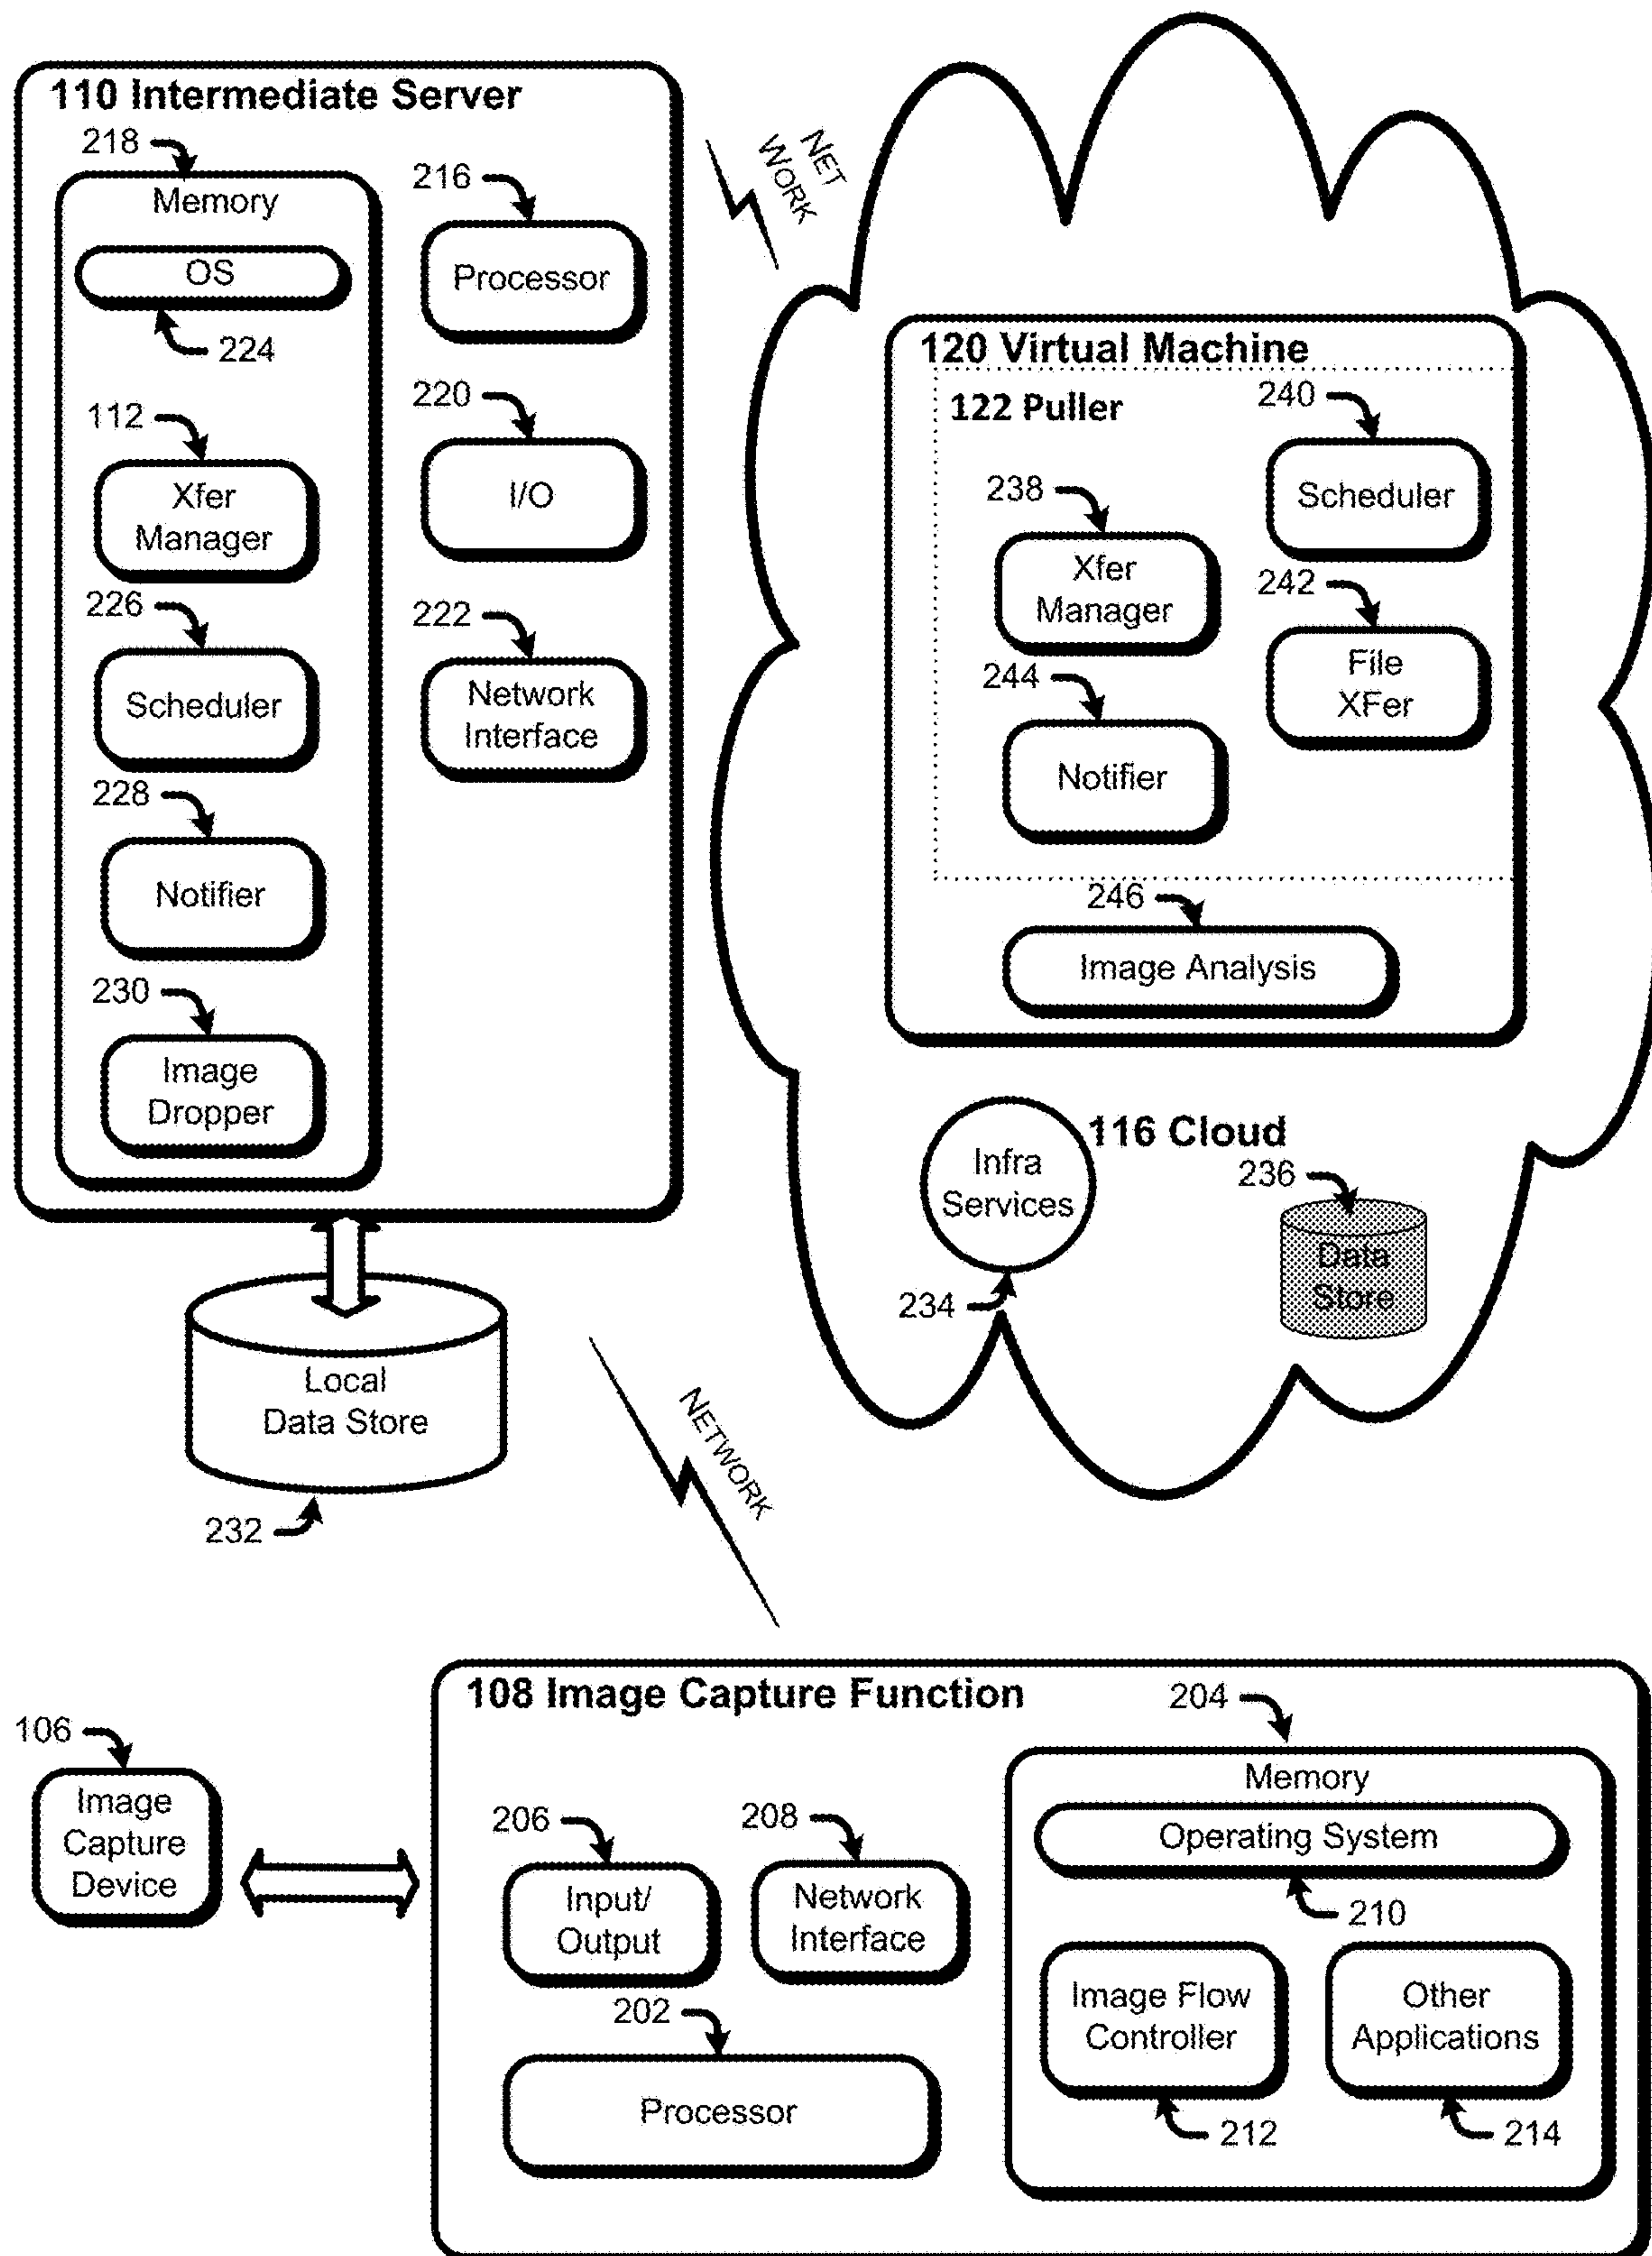 110 Intermediate Server
218
Memory
OS
224
112
Xfer
Manager
226
Scheduler
228
Notifier
230
Image
Dropper
216
Processor
220
I/O
222
Network
Interface
Local
Data Store
232
NET
WORK
120 Virtual Machine
122 Puller
240
Scheduler
238
Xfer
Manager
242
File
XFer
244
Notifier
246
Image Analysis
116 Cloud
Infra
Services
234
236
Data
Store
NETWORK
106
Image
Capture
Device
108 Image Capture Function
206
Input/
Output
208
Network
Interface
202
Processor
204
Memory
Operating System
210
Image Flow
Controller
212
Other
Applications
214